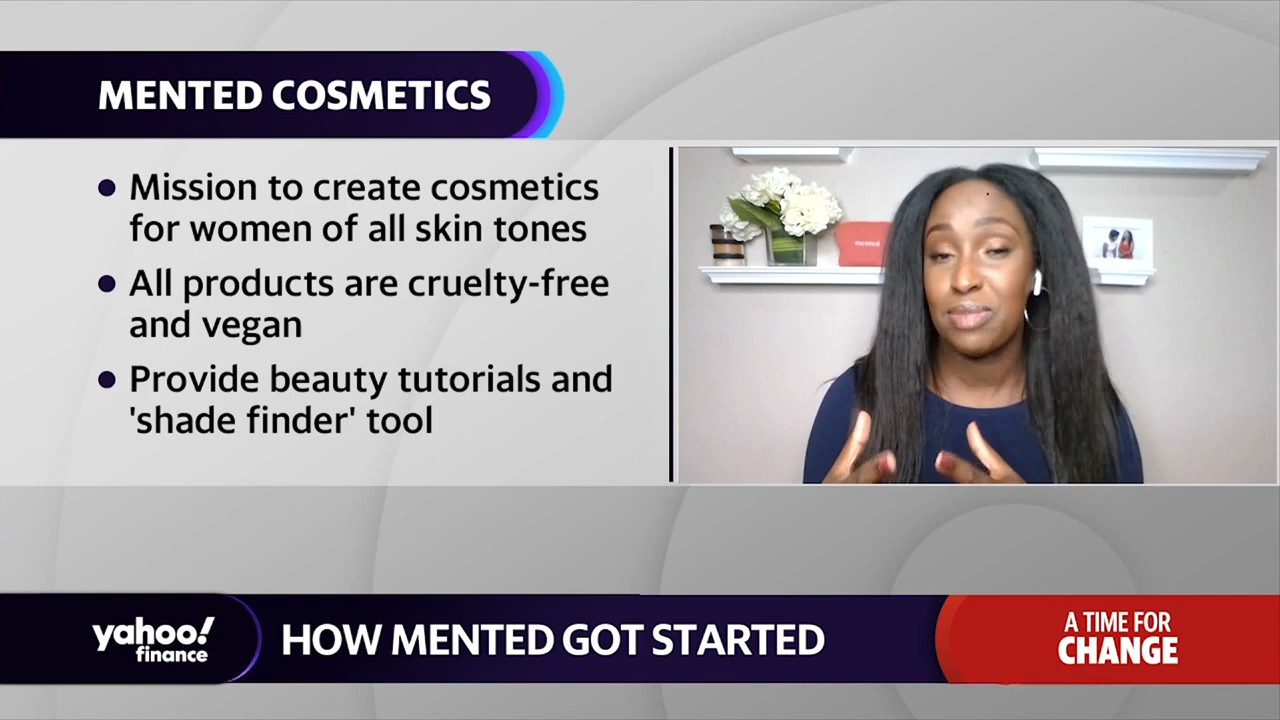 MENTED COSMETICS
• Mission to create cosmetics
for women of all skin tones
• All products are cruelty-free
and vegan
• Provide beauty tutorials and
'shade finder' tool
mented
yahoo!
finance
HOW MENTED GOT STARTED
A TIME FOR
CHANGE